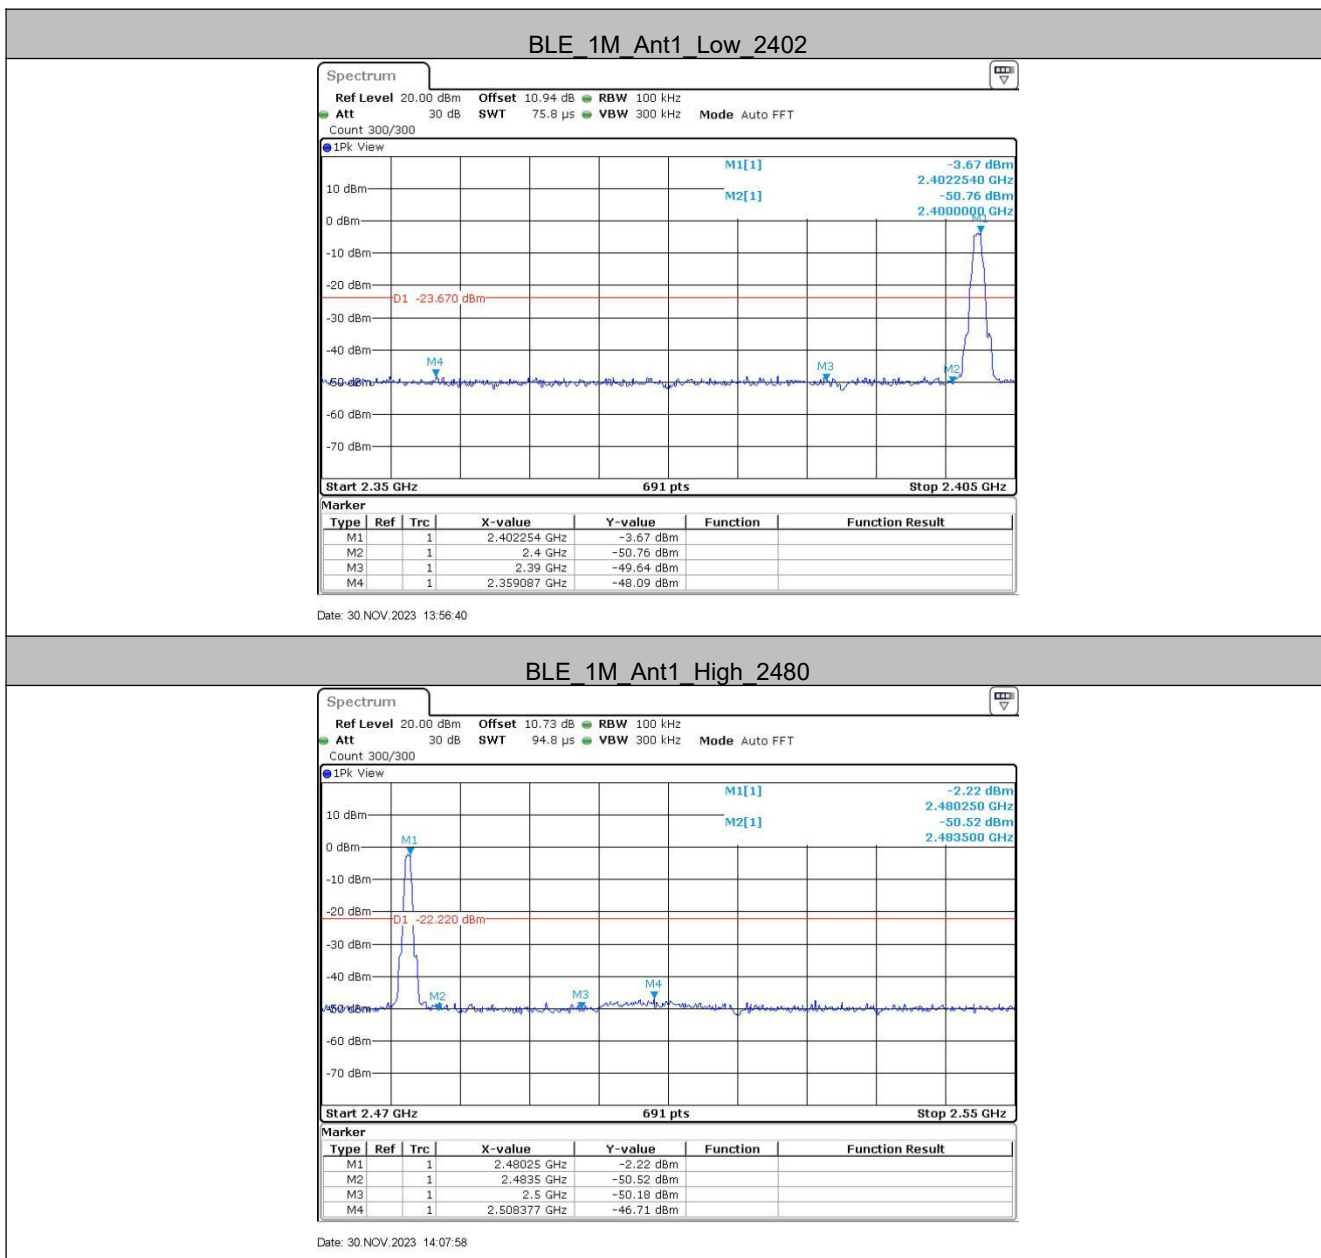 BLE_1M_Ant1_Low_2402
Spectrum
Ref Level 20.00 dBm Offset 10.94 dB RBW 100 kHz
Att 30 dB SWT 75.8 µs VBW 300 kHz Mode Auto FFT
Count 300/300
1Pk View
M1[1] -3.67 dBm
2.4022540 GHz
10 dBm
M2[1] -50.76 dBm
2.4000000 GHz
0 dBm
M1
-10 dBm
-20 dBm
D1 -23.670 dBm
-30 dBm
-40 dBm
M4
M3
M2
-50 dBm
-60 dBm
-70 dBm
Start 2.35 GHz 691 pts Stop 2.405 GHz
Marker
Type Ref Trc X-value Y-value Function Function Result
M1 1 2.402254 GHz -3.67 dBm
M2 1 2.4 GHz -50.76 dBm
M3 1 2.39 GHz -49.64 dBm
M4 1 2.359087 GHz -48.09 dBm
Date: 30.NOV.2023 13:56:40
BLE_1M_Ant1_High_2480
Spectrum
Ref Level 20.00 dBm Offset 10.73 dB RBW 100 kHz
Att 30 dB SWT 94.8 µs VBW 300 kHz Mode Auto FFT
Count 300/300
1Pk View
M1[1] -2.22 dBm
2.480250 GHz
10 dBm
M2[1] -50.52 dBm
2.483500 GHz
M1
0 dBm
-10 dBm
-20 dBm
D1 -22.220 dBm
-30 dBm
-40 dBm
M4
M2 M3
-50 dBm
-60 dBm
-70 dBm
Start 2.47 GHz 691 pts Stop 2.55 GHz
Marker
Type Ref Trc X-value Y-value Function Function Result
M1 1 2.48025 GHz -2.22 dBm
M2 1 2.4835 GHz -50.52 dBm
M3 1 2.5 GHz -50.18 dBm
M4 1 2.508377 GHz -46.71 dBm
Date: 30.NOV.2023 14:07:58